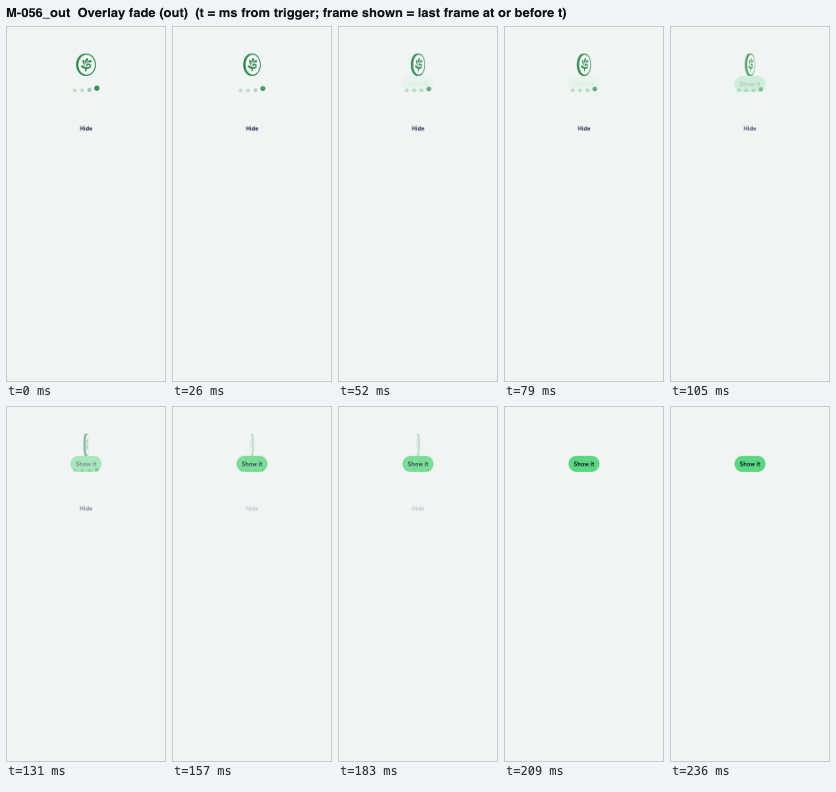 M-056_out Overlay fade (out) (t = ms from trigger; frame shown = last frame at or before t)
Hide
Hide
Hide
Hide
Show it
Hide
t=0 ms
t=26 ms
t=52 ms
t=79 ms
t=105 ms
Show it
Show it
Show it
Show it
Show it
Hide
Hide
Hide
t=131 ms
t=157 ms
t=183 ms
t=209 ms
t=236 ms